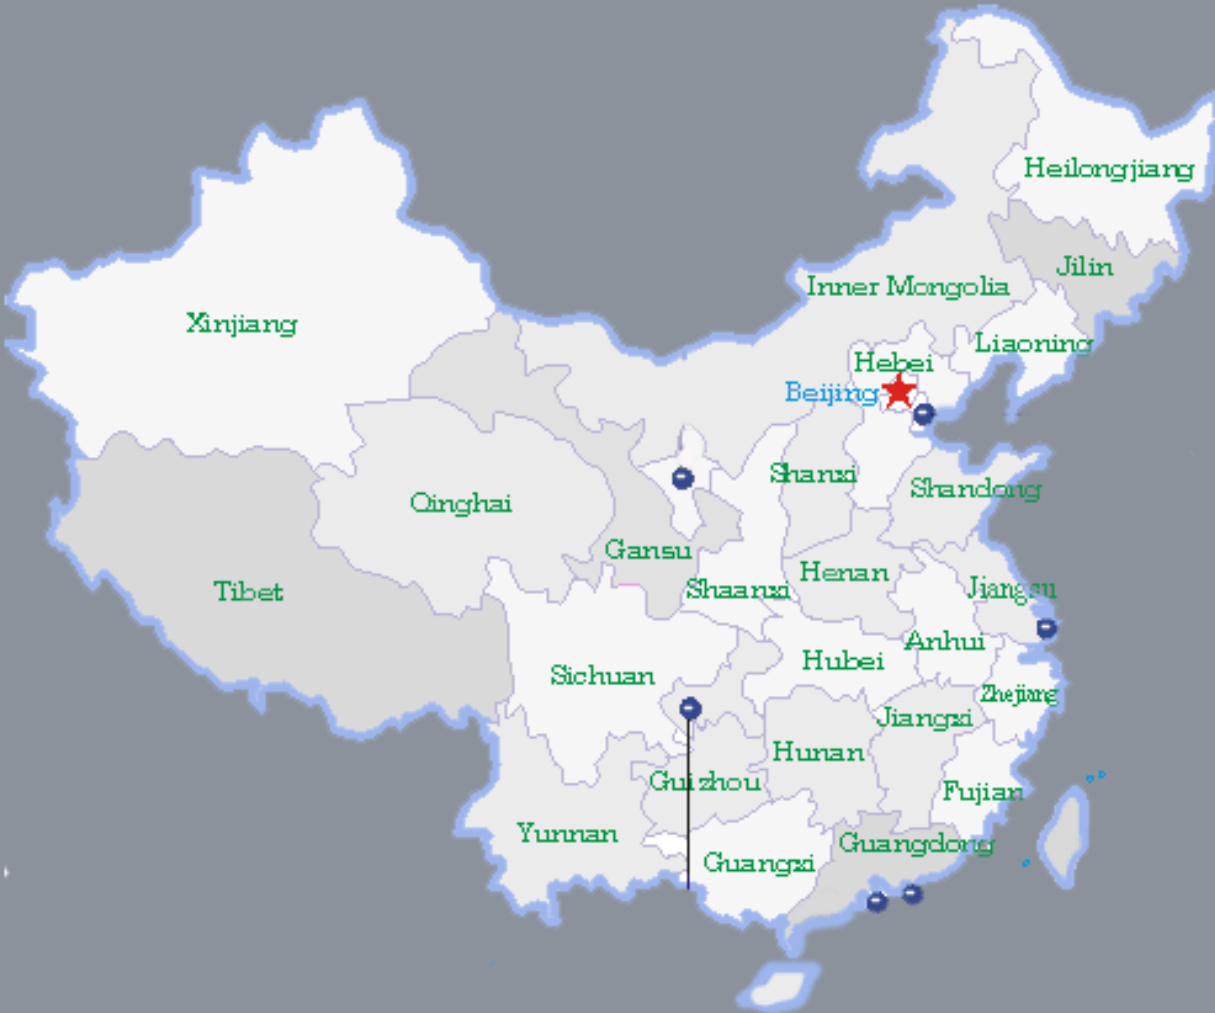 Heilongjiang
Jilin
Inner Mongolia
Xinjiang
Liaoning
Hebei
Beijing
Shanxi
Shandong
Qinghai
Gansu
Henan
Shaanxi
Jiangsu
Tibet
Anhui
Hubei
Sichuan
Zhejiang
Jiangxi
Hunan
Guizhou
Fujian
Yunnan
Guangdong
Guangxi